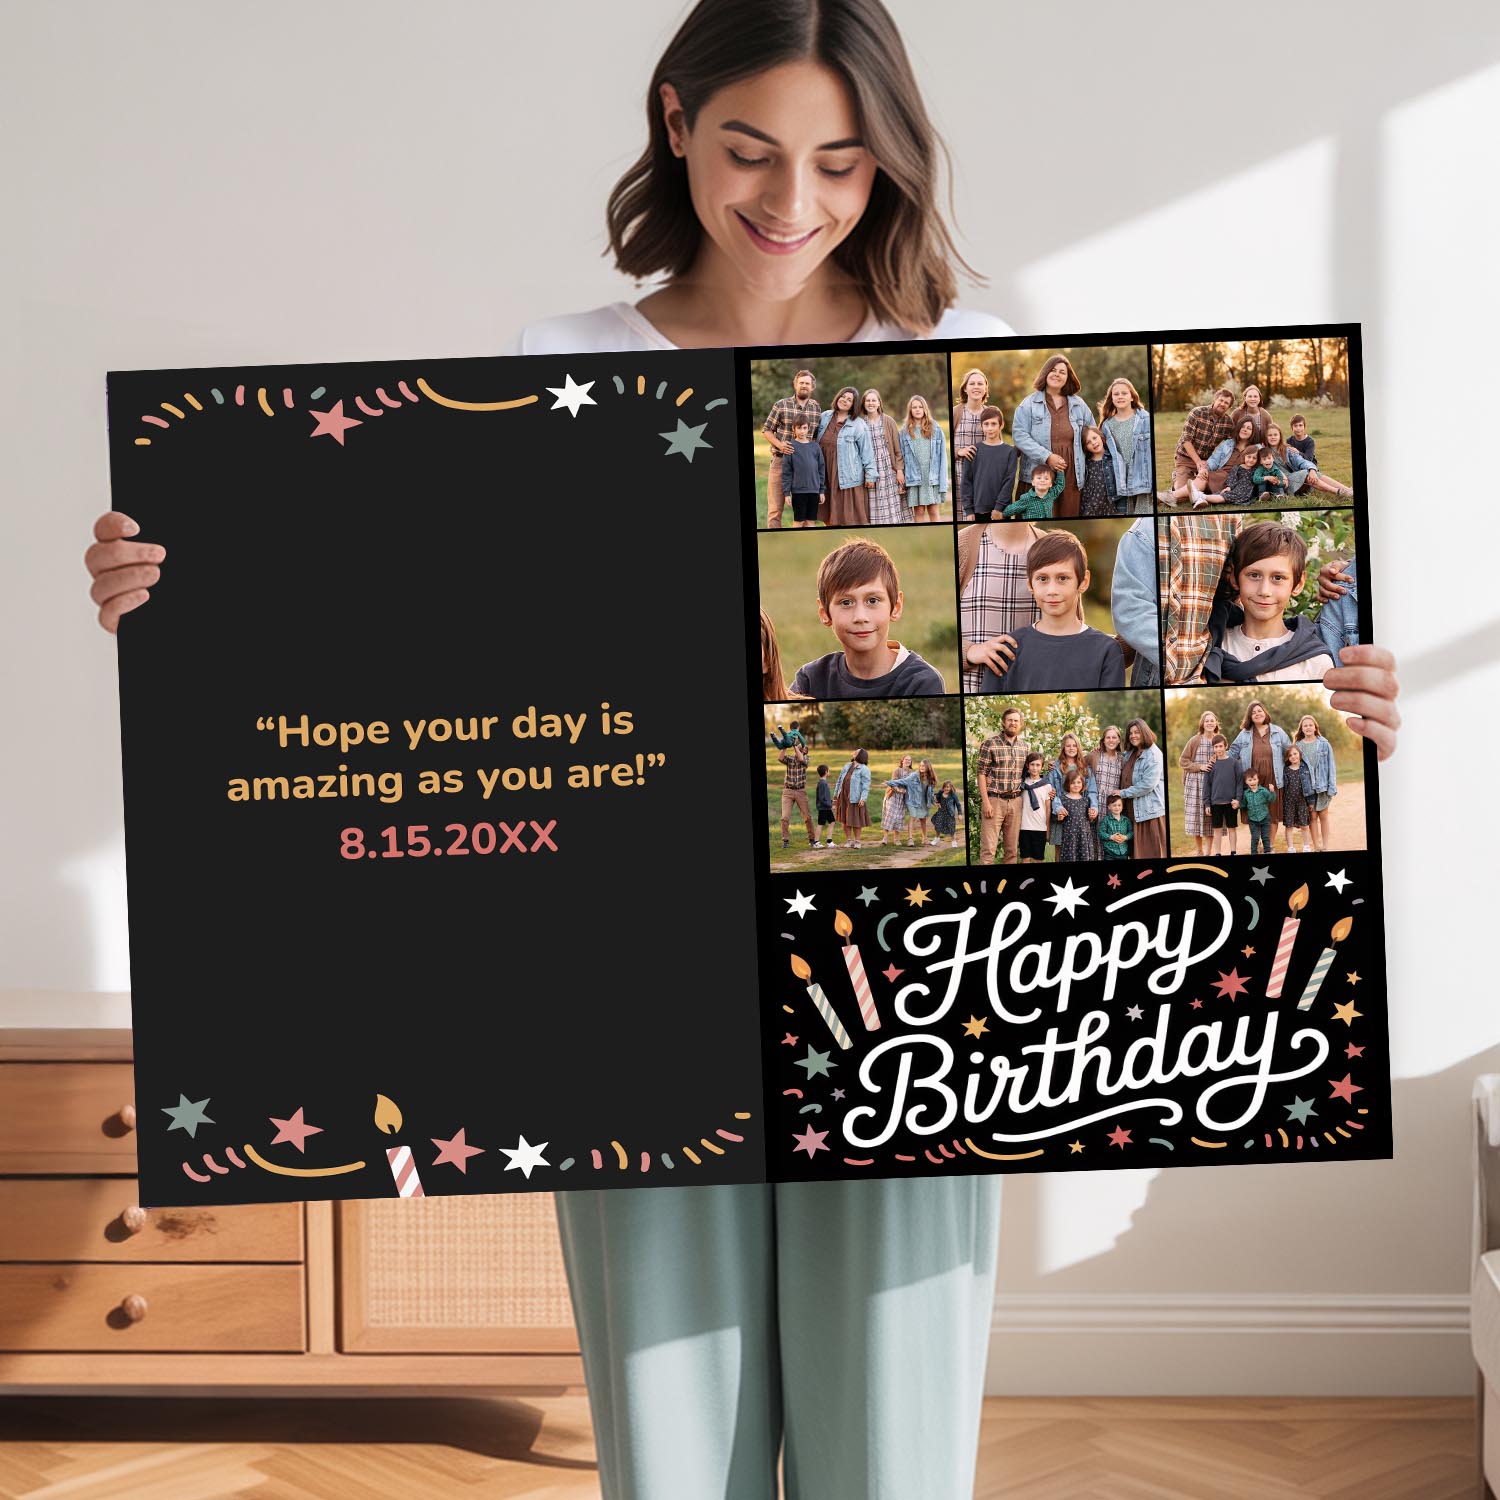 “Hope your day is
amazing as you are!”
8.15.20XX
Happy
Birthday